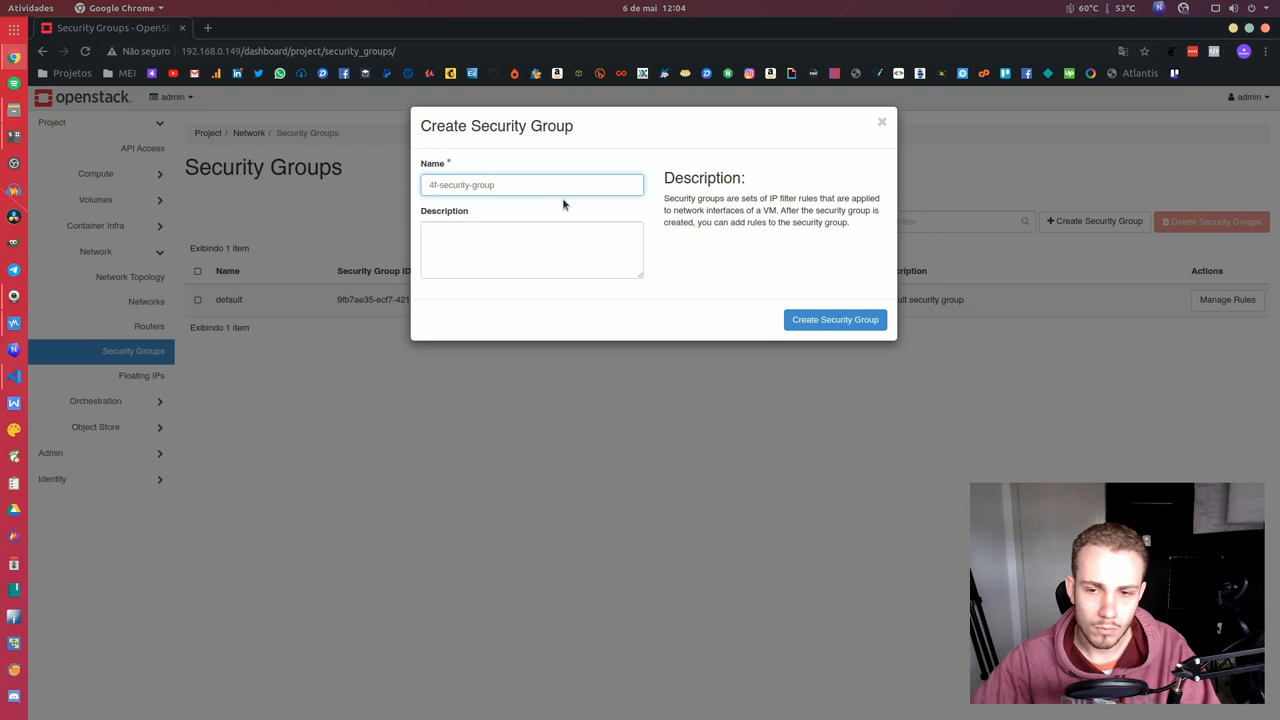 Atividades
Google Chrome
6 de mai 12:04
60°C
53°C
Security Groups - OpenSt
Não seguro
192.168.0.149/dashboard/project/security_groups/
Projetos
MEI
Atlantis
openstack.
admin
admin
Project
API Access
Compute
Volumes
Container Infra
Network
Network Topology
Networks
Routers
Security Groups
Floating IPs
Orchestration
Object Store
Admin
Identity
Project / Network / Security Groups
Security Groups
Filter
+ Create Security Group
Delete Security Groups
Exibindo 1 item
Name
Security Group ID
cription
Actions
default
9fb7ae35-ecf7-421
ult security group
Manage Rules
Exibindo 1 item
Create Security Group
Name *
4f-security-group
Description
Description:
Security groups are sets of IP filter rules that are applied
to network interfaces of a VM. After the security group is
created, you can add rules to the security group.
Create Security Group